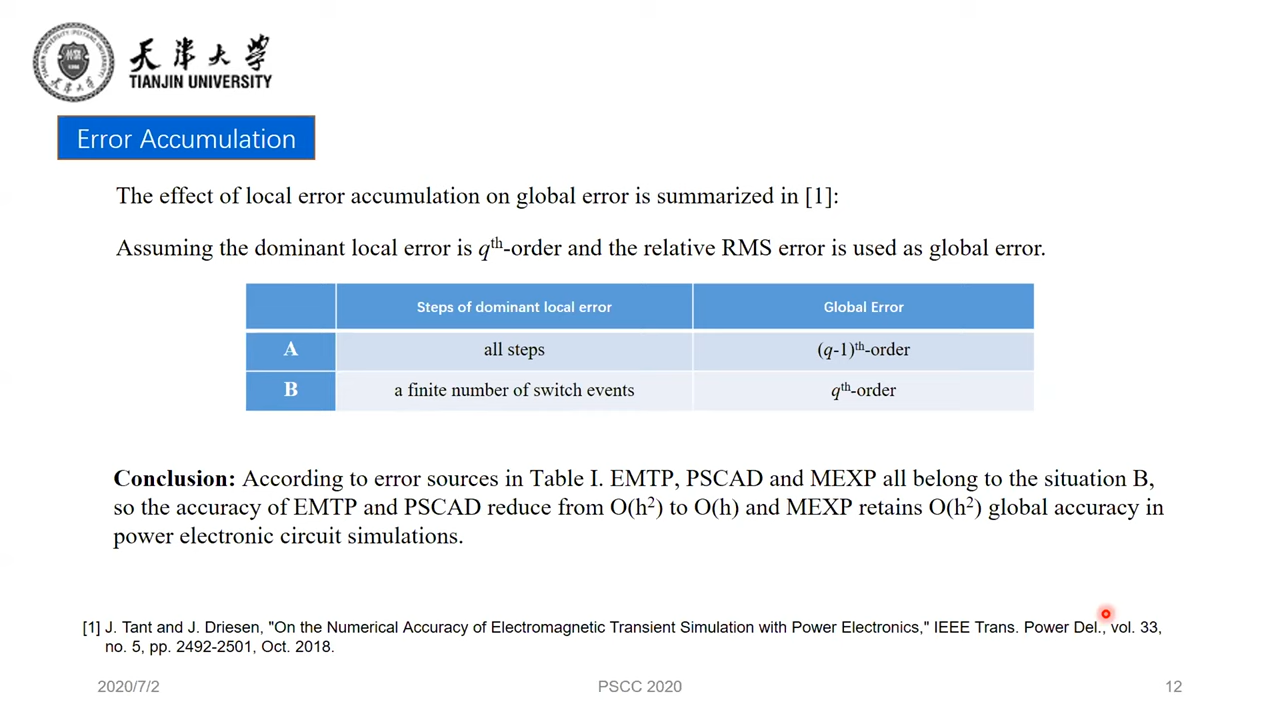 天津大学
TIANJIN UNIVERSITY
Error Accumulation
The effect of local error accumulation on global error is summarized in [1]:
Assuming the dominant local error is qth-order and the relative RMS error is used as global error.
Steps of dominant local error Global Error
A all steps (q-1)th-order
B a finite number of switch events qth-order
Conclusion: According to error sources in Table I. EMTP, PSCAD and MEXP all belong to the situation B,
so the accuracy of EMTP and PSCAD reduce from O(h2) to O(h) and MEXP retains O(h2) global accuracy in
power electronic circuit simulations.
[1] J. Tant and J. Driesen, "On the Numerical Accuracy of Electromagnetic Transient Simulation with Power Electronics," IEEE Trans. Power Del., vol. 33,
no. 5, pp. 2492-2501, Oct. 2018.
2020/7/2 PSCC 2020 12